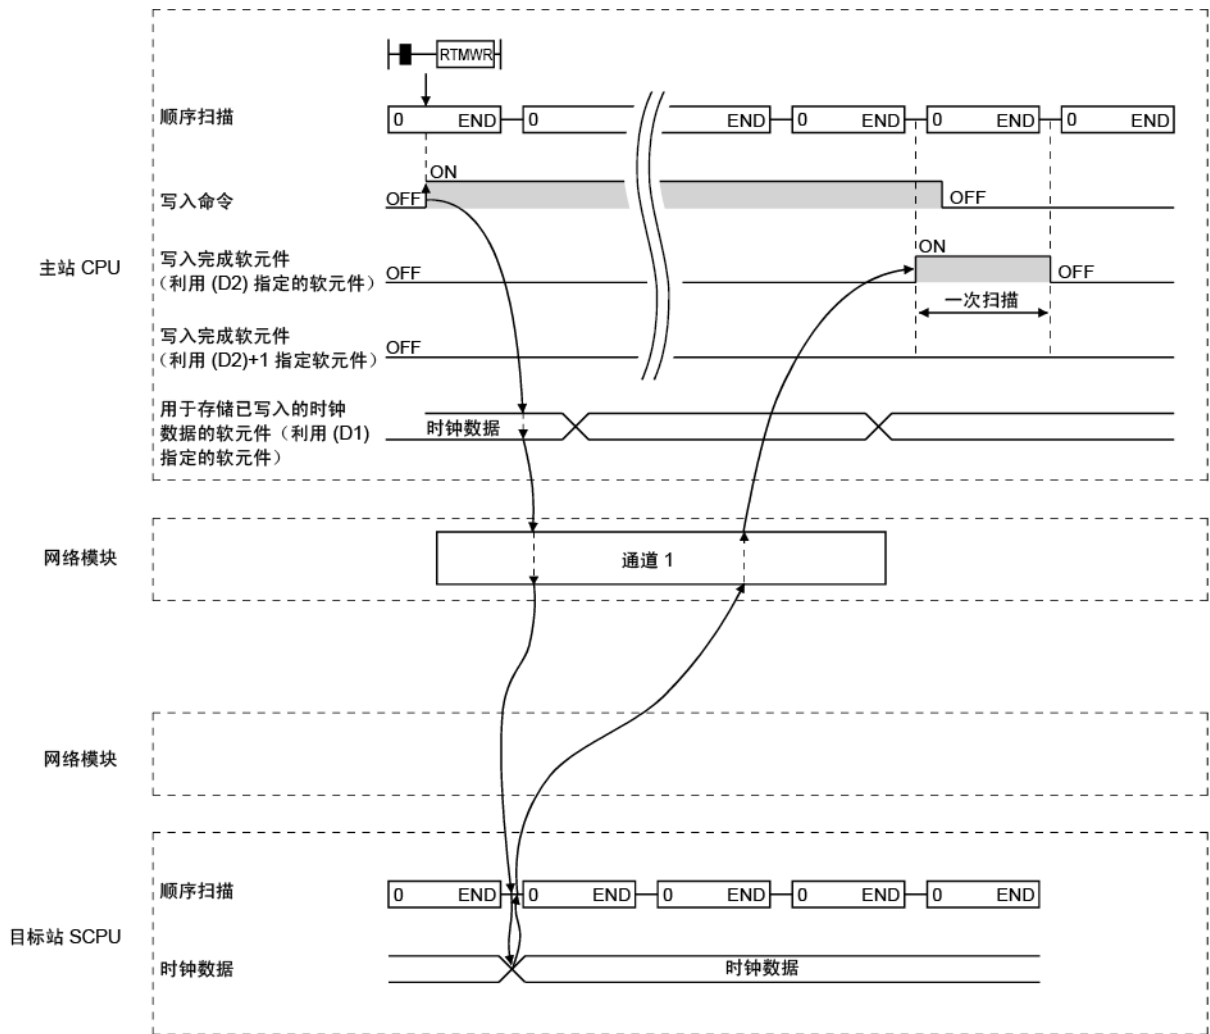 RTMWR
顺序扫描
0 END 0 END 0 END 0 END 0 END
ON
写入命令
OFF
OFF
主站 CPU
写入完成软元件
（利用 (D2) 指定的软元件）
OFF
ON
OFF
一次扫描
写入完成软元件
（利用 (D2)+1 指定软元件）
OFF
用于存储已写入的时钟
数据的软元件（利用 (D1)
指定的软元件）
时钟数据
网络模块
通道 1
网络模块
目标站 SCPU
顺序扫描
0 END 0 END 0 END 0 END 0 END
时钟数据
时钟数据